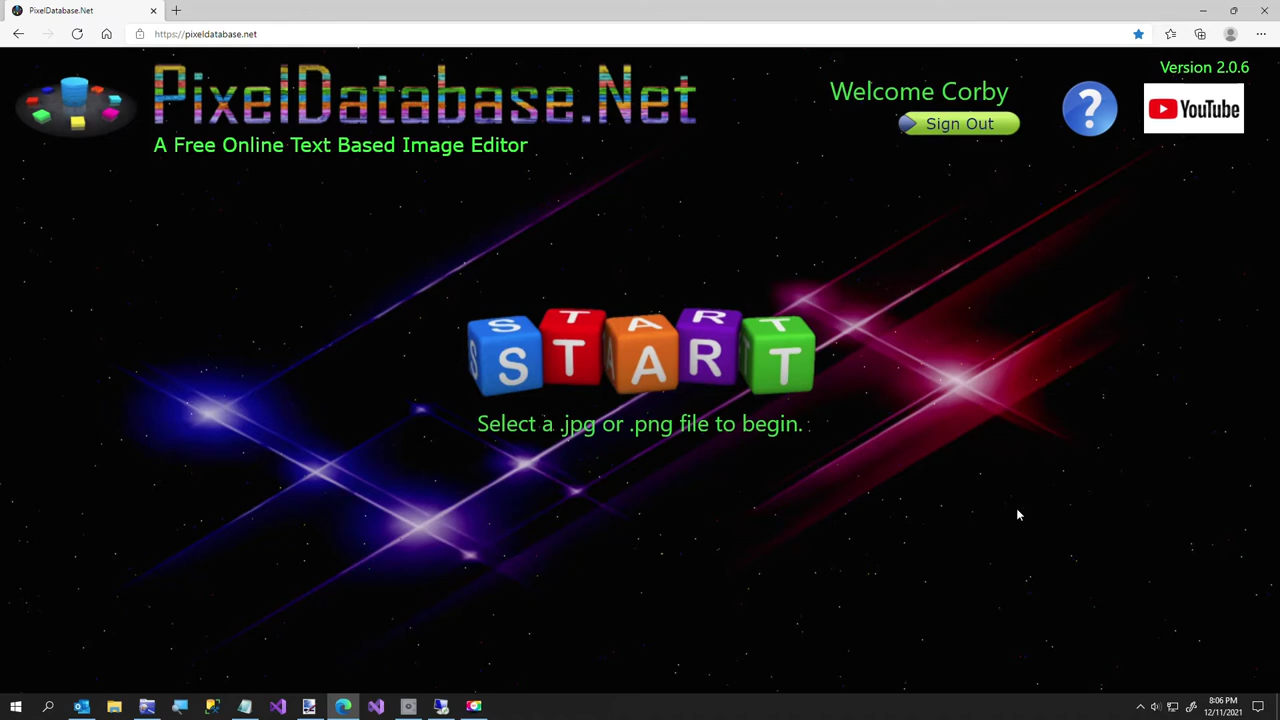 PixelDatabase.Net
https://pixeldatabase.net
PixelDatabase.Net
A Free Online Text Based Image Editor
Welcome Corby
Sign Out
?
Version 2.0.6
YouTube
START
START
Select a .jpg or .png file to begin.
8:06 PM
12/11/2021